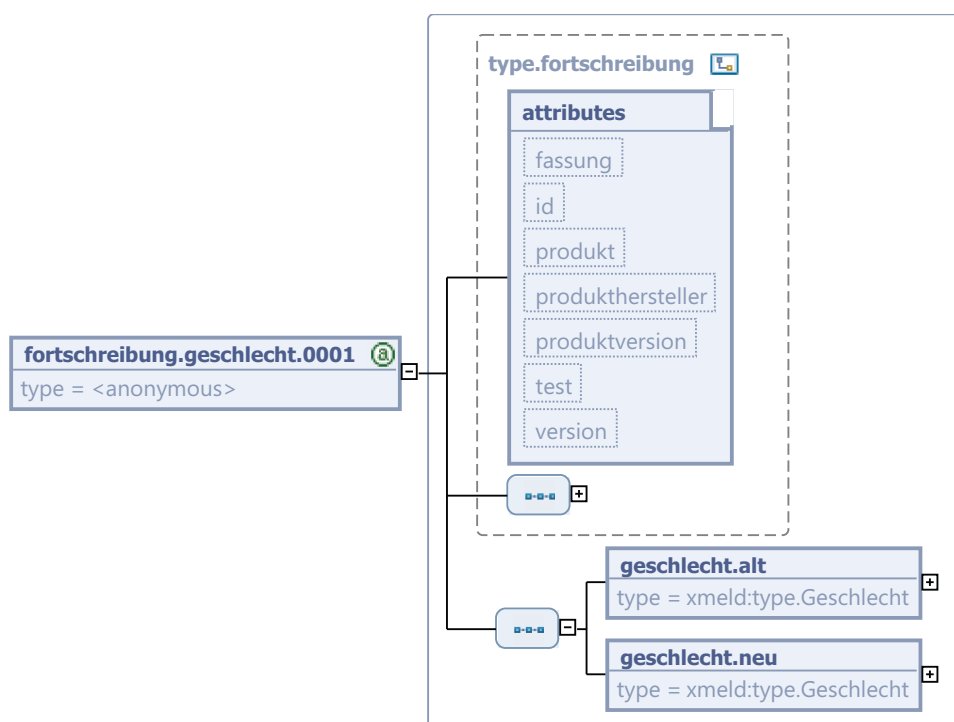 type.fortschreibung
attributes
fassung
id
produkt
produkthersteller
produktversion
test
version
fortschreibung.geschlecht.0001
type = <anonymous>
geschlecht.alt
type = xmeld:type.Geschlecht
geschlecht.neu
type = xmeld:type.Geschlecht